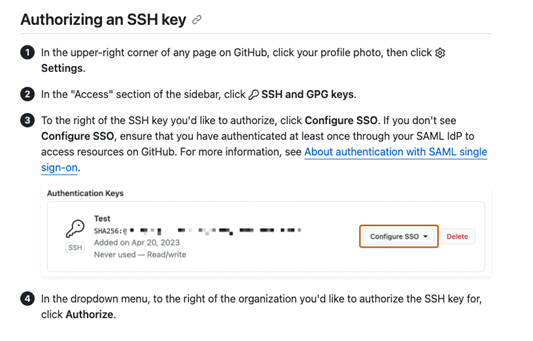 Authorizing an SSH key
1 In the upper-right corner of any page on GitHub, click your profile photo, then click
Settings.
2 In the "Access" section of the sidebar, click SSH and GPG keys.
3 To the right of the SSH key you'd like to authorize, click Configure SSO. If you don't see
Configure SSO, ensure that you have authenticated at least once through your SAML IdP to
access resources on GitHub. For more information, see About authentication with SAML single
sign-on.
Authentication Keys
Test
SHA256:
Added on Apr 20, 2023
Never used — Read/write
SSH
Configure SSO
Delete
4 In the dropdown menu, to the right of the organization you'd like to authorize the SSH key for,
click Authorize.